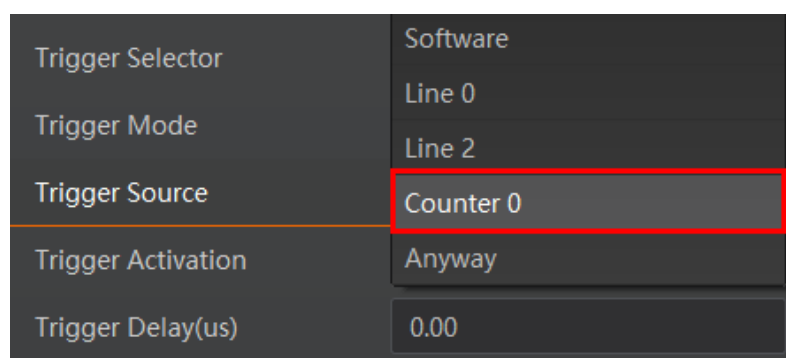 Trigger Selector
Software
Line 0
Trigger Mode
Line 2
Trigger Source
Counter 0
Trigger Activation
Anyway
Trigger Delay(us)
0.00